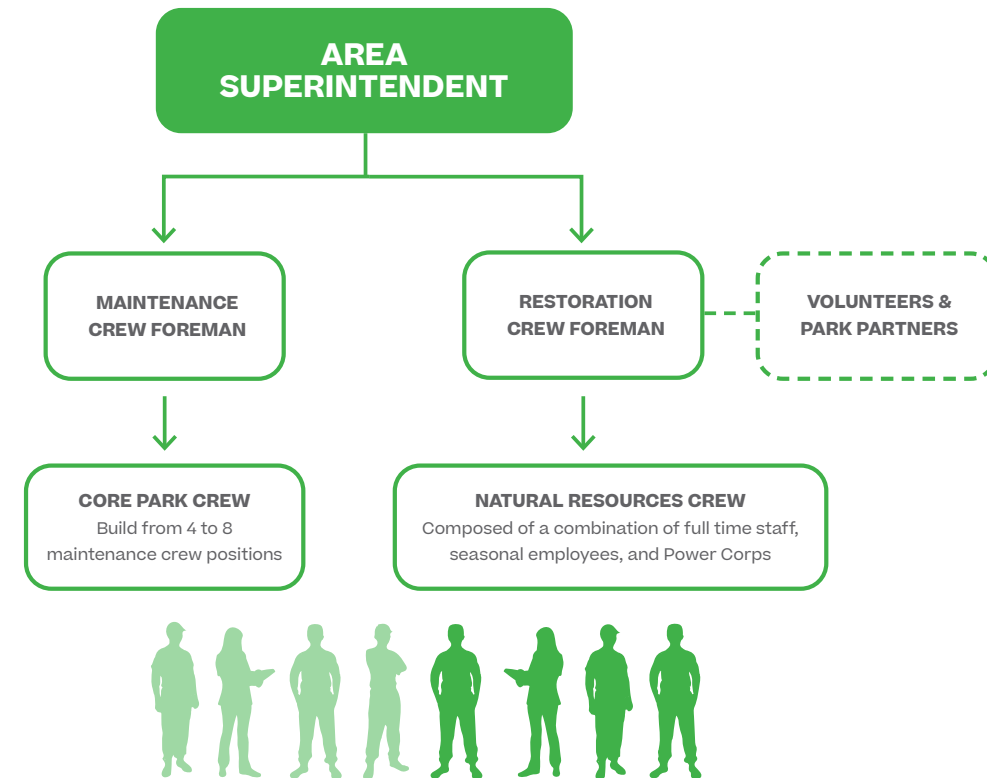 AREA
SUPERINTENDENT
MAINTENANCE
CREW FOREMAN
RESTORATION
CREW FOREMAN
VOLUNTEERS &
PARK PARTNERS
CORE PARK CREW
Build from 4 to 8
maintenance crew positions
NATURAL RESOURCES CREW
Composed of a combination of full time staff,
seasonal employees, and Power Corps